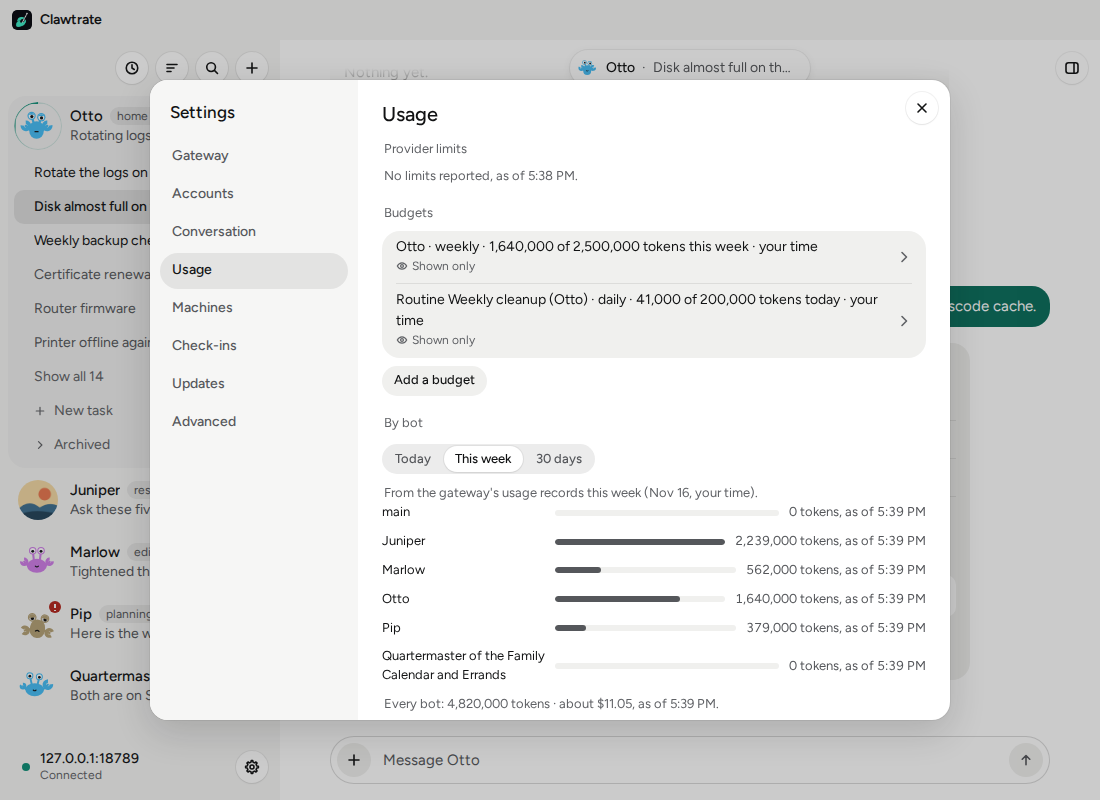 Clawtrate
Nothing yet.
Otto · Disk almost full on th...
Otto home
Rotating logs
Rotate the logs on
Disk almost full on
Weekly backup che
Certificate renewa
Router firmware
Printer offline again
Show all 14
New task
Archived
Juniper res
Ask these fiv
Marlow edi
Tightened th
Pip planning
Here is the w
Quartermas
Both are on S
127.0.0.1:18789
Connected
Settings
Gateway
Accounts
Conversation
Usage
Machines
Check-ins
Updates
Advanced
Usage
Provider limits
No limits reported, as of 5:38 PM.
Budgets
Otto · weekly · 1,640,000 of 2,500,000 tokens this week · your time
Shown only
Routine Weekly cleanup (Otto) · daily · 41,000 of 200,000 tokens today · your
time
Shown only
Add a budget
By bot
Today This week 30 days
From the gateway's usage records this week (Nov 16, your time).
main 0 tokens, as of 5:39 PM
Juniper 2,239,000 tokens, as of 5:39 PM
Marlow 562,000 tokens, as of 5:39 PM
Otto 1,640,000 tokens, as of 5:39 PM
Pip 379,000 tokens, as of 5:39 PM
Quartermaster of the Family
Calendar and Errands 0 tokens, as of 5:39 PM
Every bot: 4,820,000 tokens · about $11.05, as of 5:39 PM.
scode cache.
Message Otto